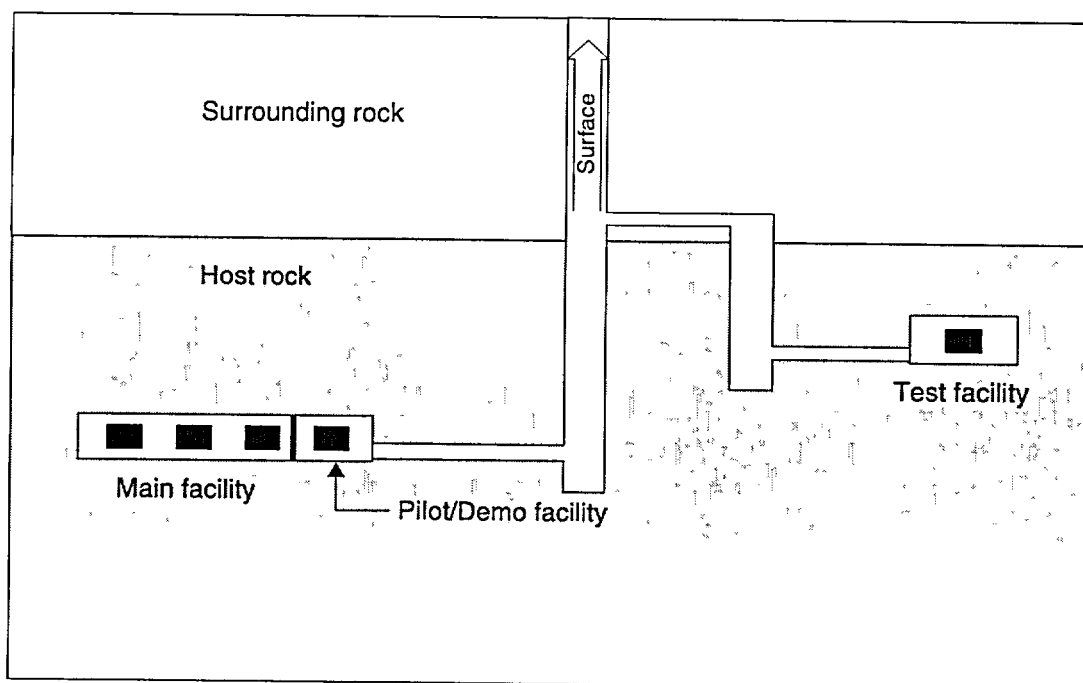 Surrounding rock
Surface
Host rock
Test facility
Main facility
Pilot/Demo facility